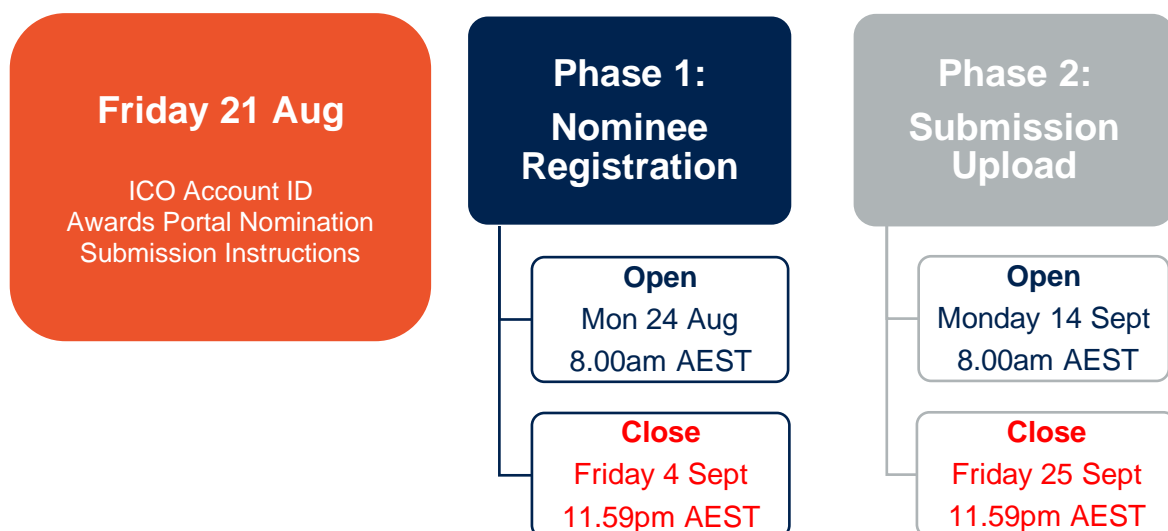 Friday 21 Aug
ICO Account ID
Awards Portal Nomination
Submission Instructions
Phase 1:
Nominee
Registration
Open
Mon 24 Aug
8.00am AEST
Close
Friday 4 Sept
11.59pm AEST
Phase 2:
Submission
Upload
Open
Monday 14 Sept
8.00am AEST
Close
Friday 25 Sept
11.59pm AEST